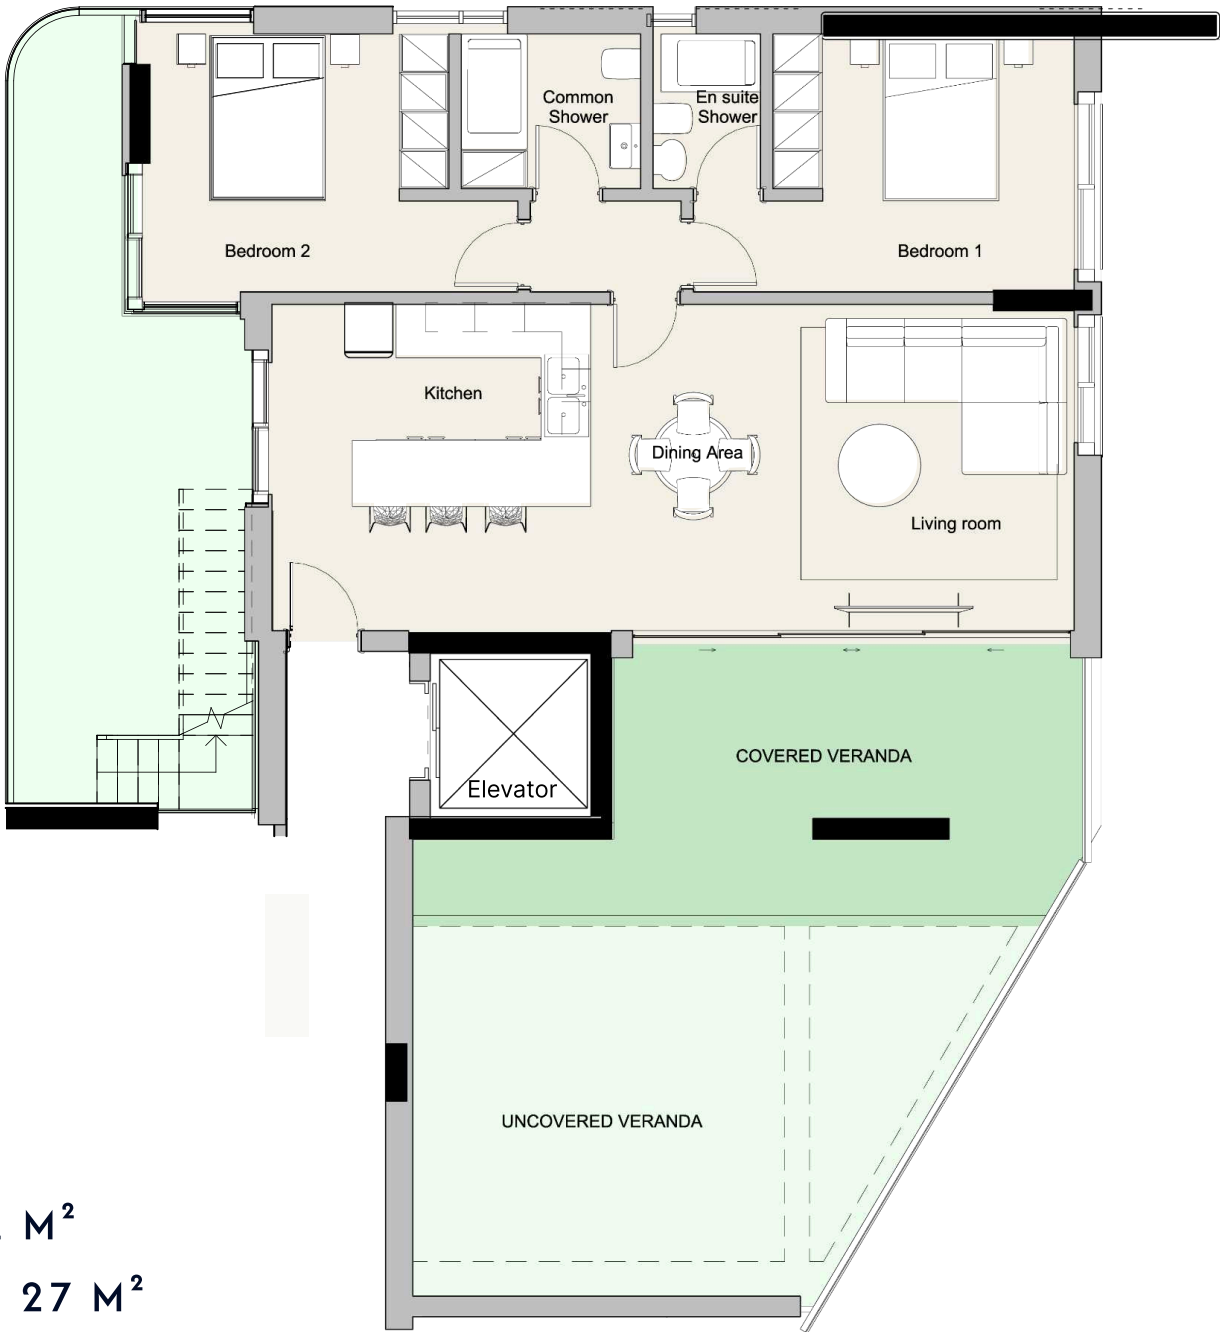 Common
Shower
En suite
Shower
Bedroom 2
Bedroom 1
Kitchen
Dining Area
Living room
COVERED VERANDA
Elevator
UNCOVERED VERANDA
M²
27 M²